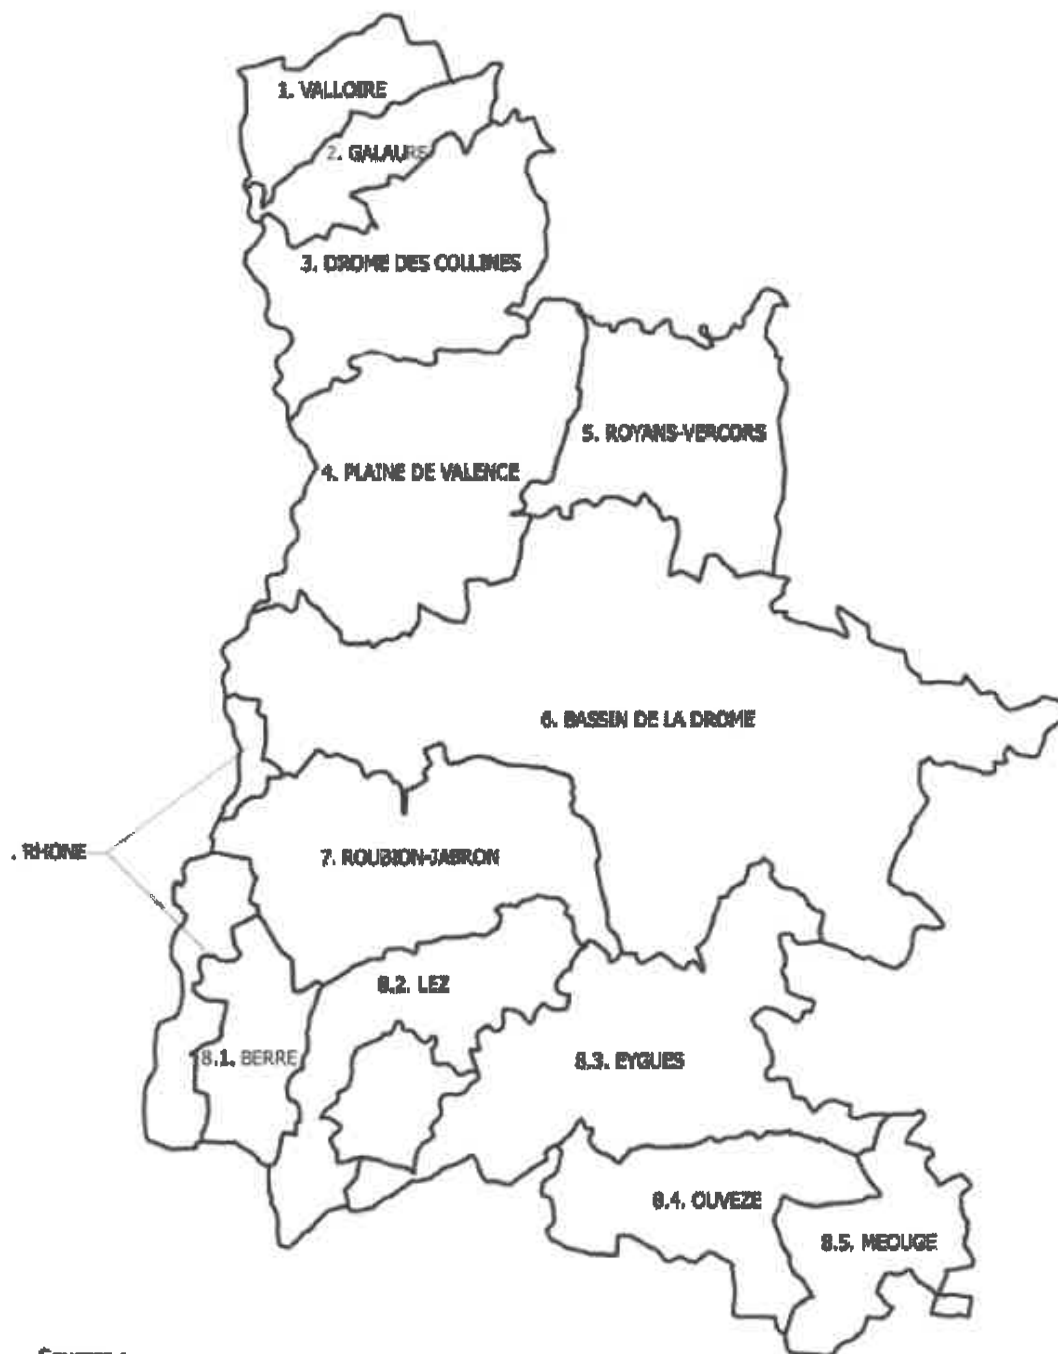 1. VALLOIRE
2. GALAURE
3. DROME DES COLLINES
5. ROYANS-VERCORS
4. PLAINE DE VALENCE
6. BASSIN DE LA DROME
. RHONE
7. ROUBION-JABRON
8.2. LEZ
8.1. BERRE
8.3. EYGUES
8.4. OUVEZE
8.5. MEOUGE